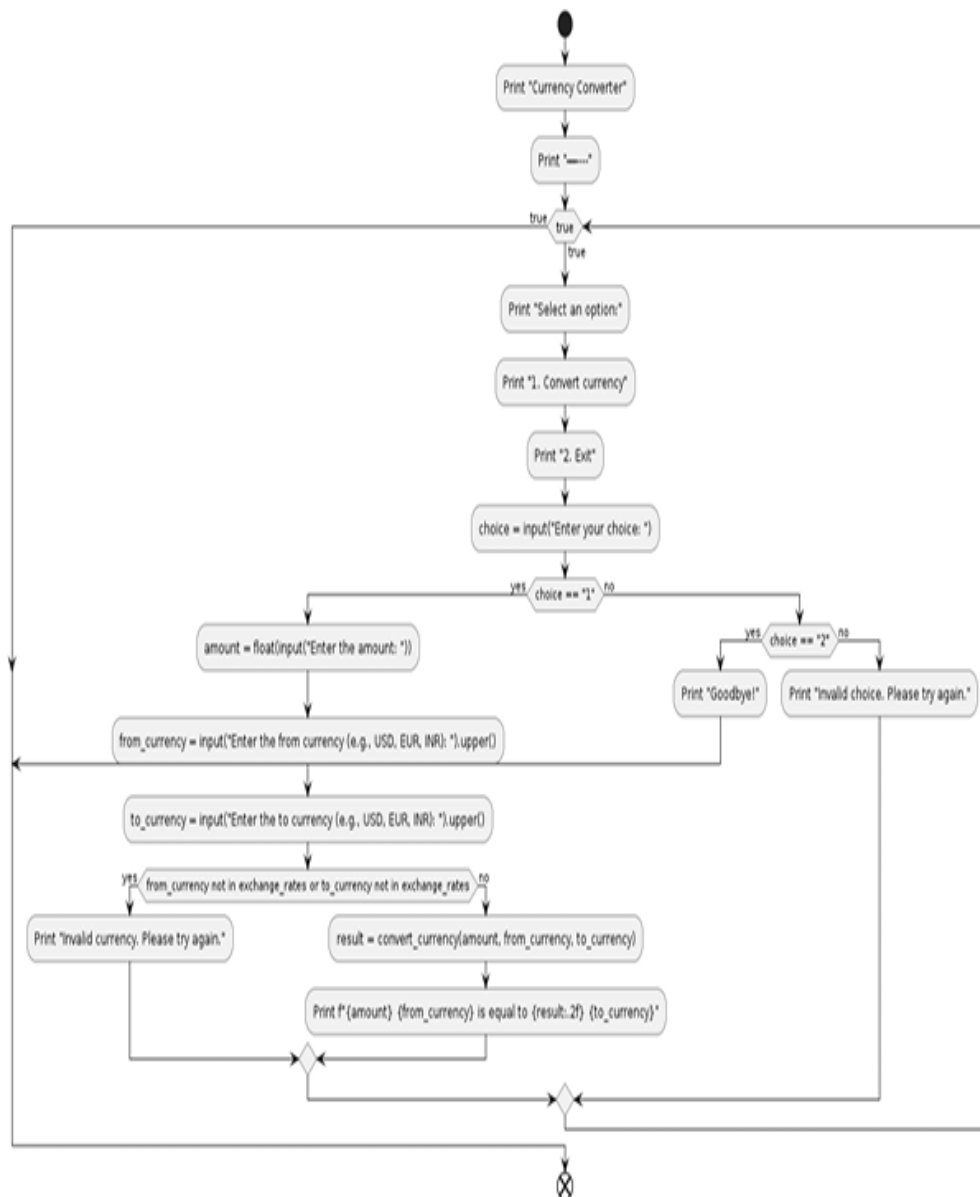 Print "Currency Converter"
Print "-----"
true
true
true
Print "Select an option:"
Print "1. Convert currency"
Print "2. Exit"
choice = input("Enter your choice: ")
yes
choice == "1"
no
amount = float(input("Enter the amount: "))
yes
choice == "2"
no
Print "Goodbye!"
Print "Invalid choice. Please try again."
from_currency = input("Enter the from currency (e.g., USD, EUR, INR): ").upper()
to_currency = input("Enter the to currency (e.g., USD, EUR, INR): ").upper()
yes
from_currency not in exchange_rates or to_currency not in exchange_rates
no
Print "Invalid currency. Please try again."
result = convert_currency(amount, from_currency, to_currency)
Print f"{amount} {from_currency} is equal to {result:.2f} {to_currency}"